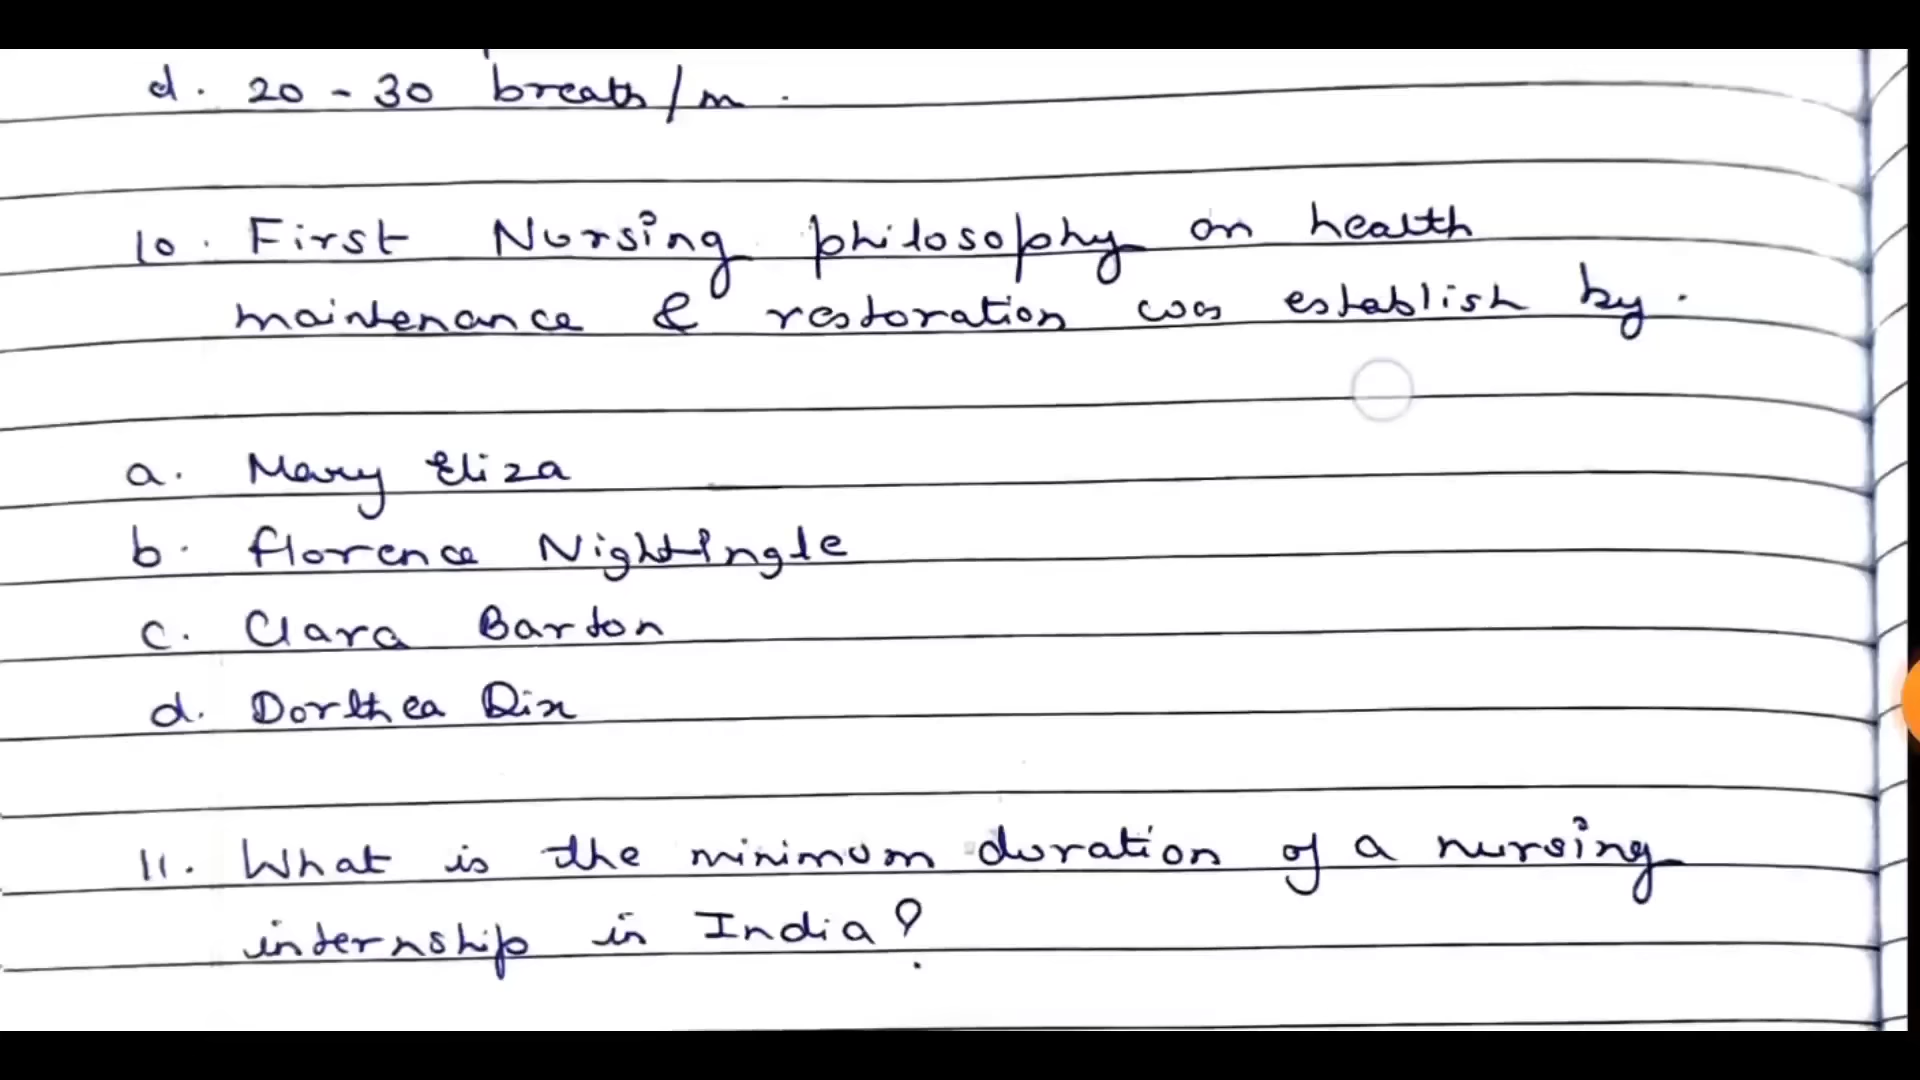 d. 20 - 30 breath/m.
10. First Nursing philosophy on health
maintenance & restoration was establish by.
a. Mary Eliza
b. Florence Nightingle
c. Clara Barton
d. Dorthea Dix
11. What is the minimum duration of a nursing
internship in India?